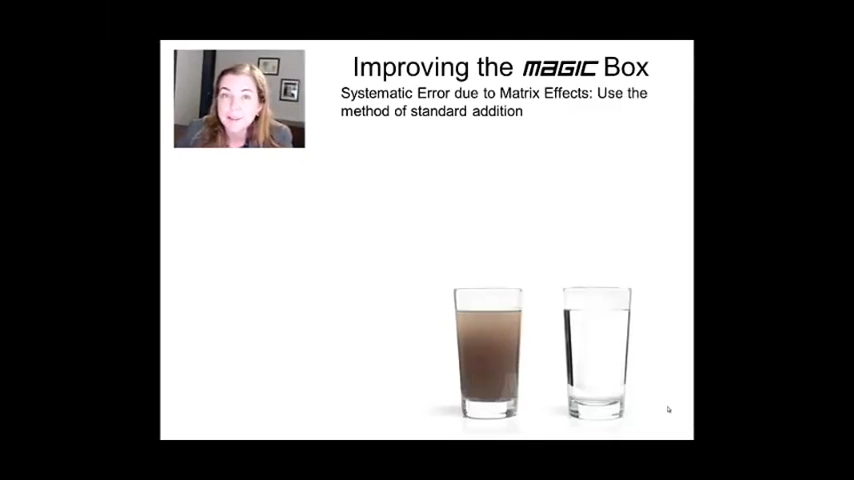 Improving the MAGIC Box
Systematic Error due to Matrix Effects: Use the
method of standard addition